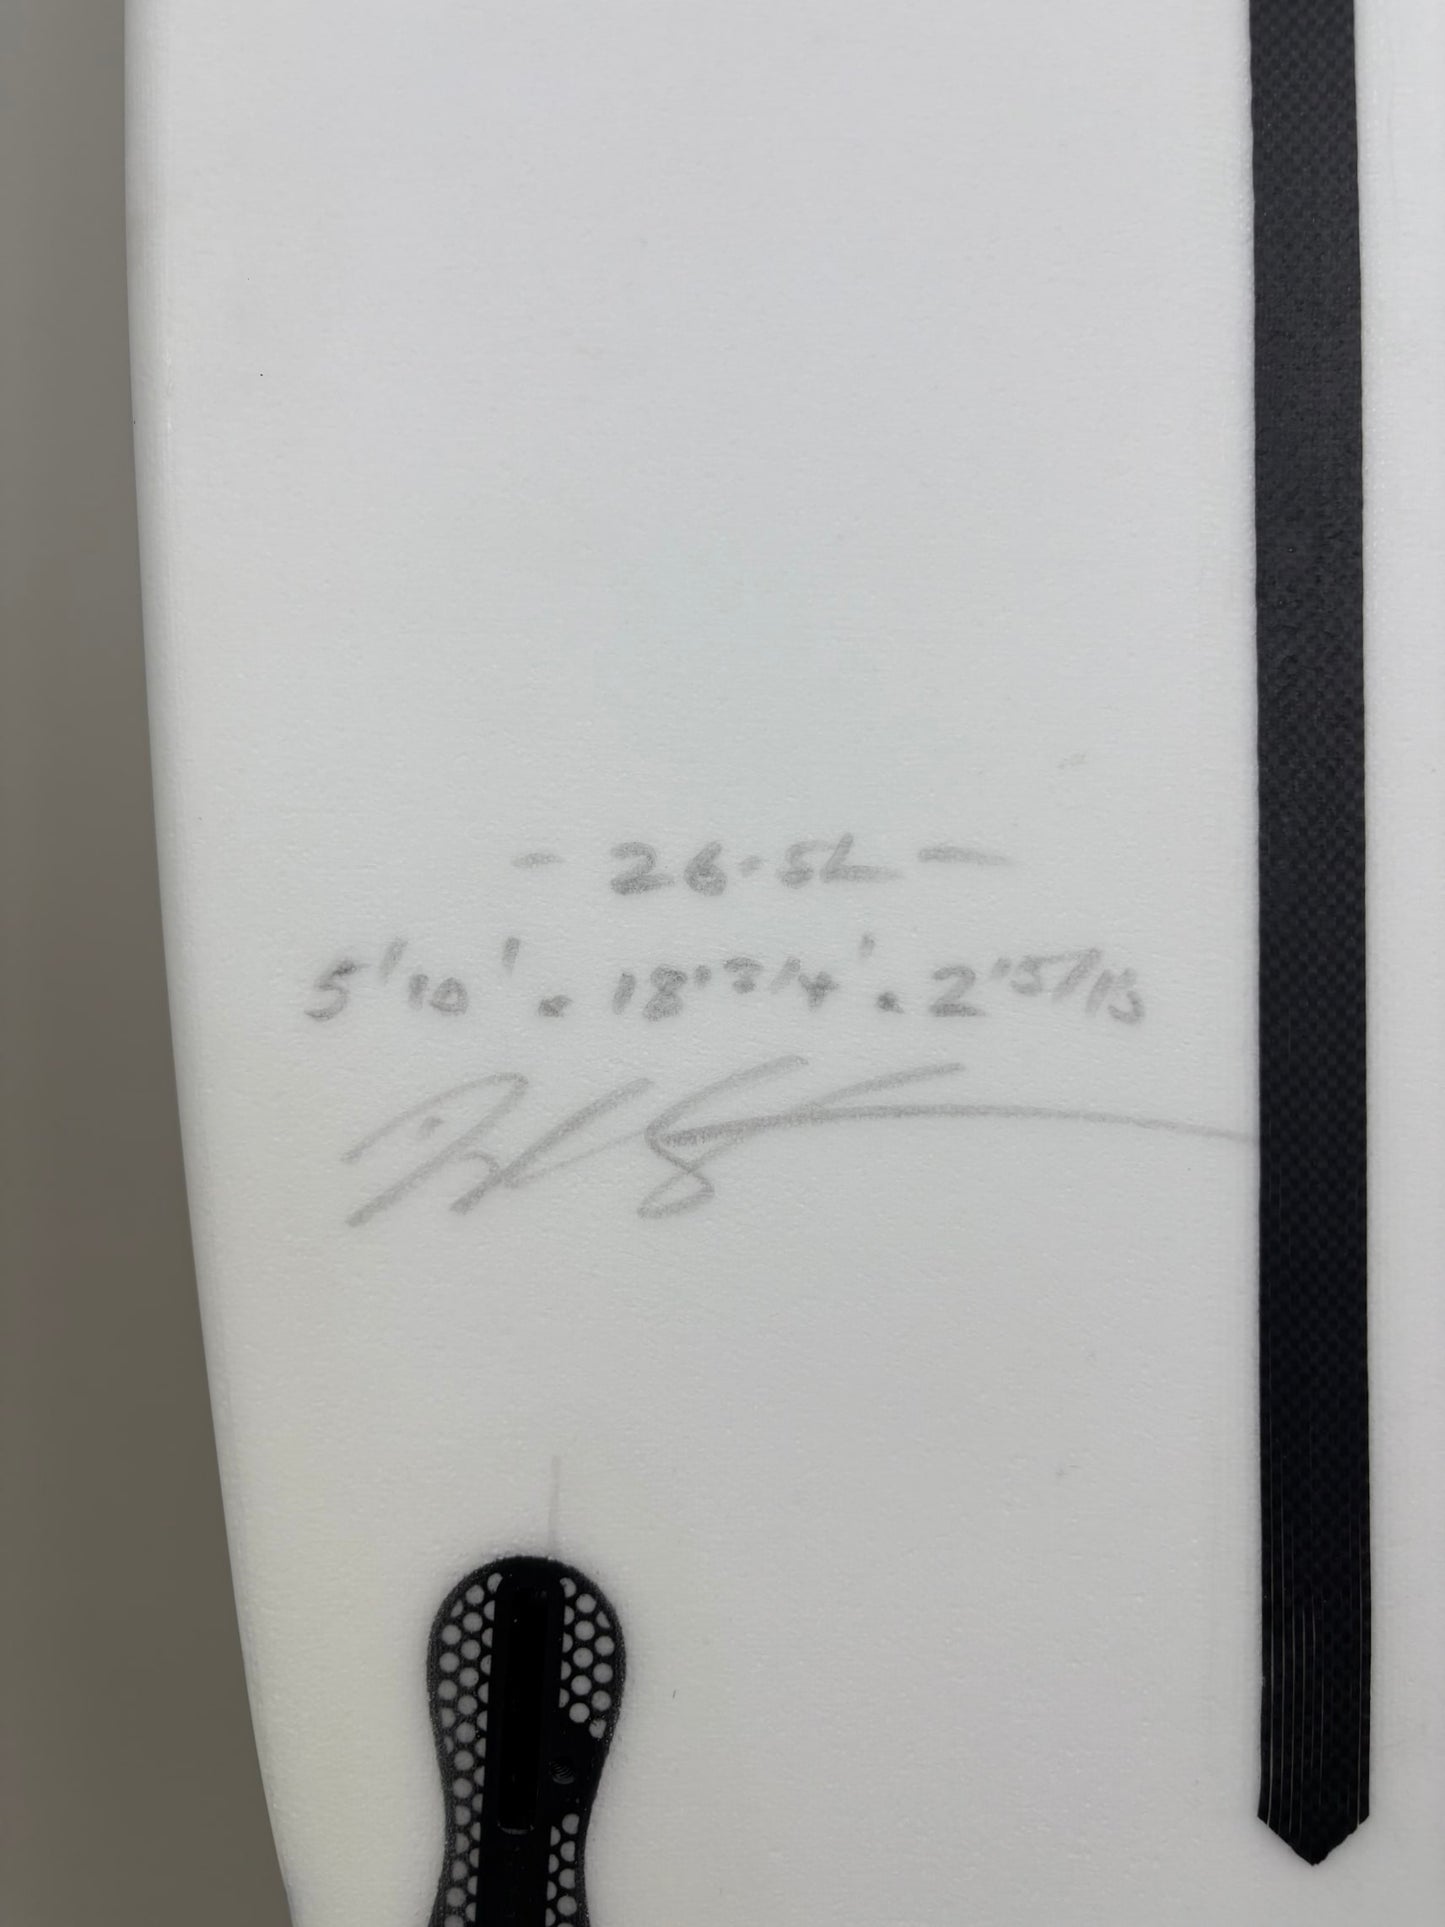 - 26.5L -
5'10' . 18'3/4' . 2'5/16